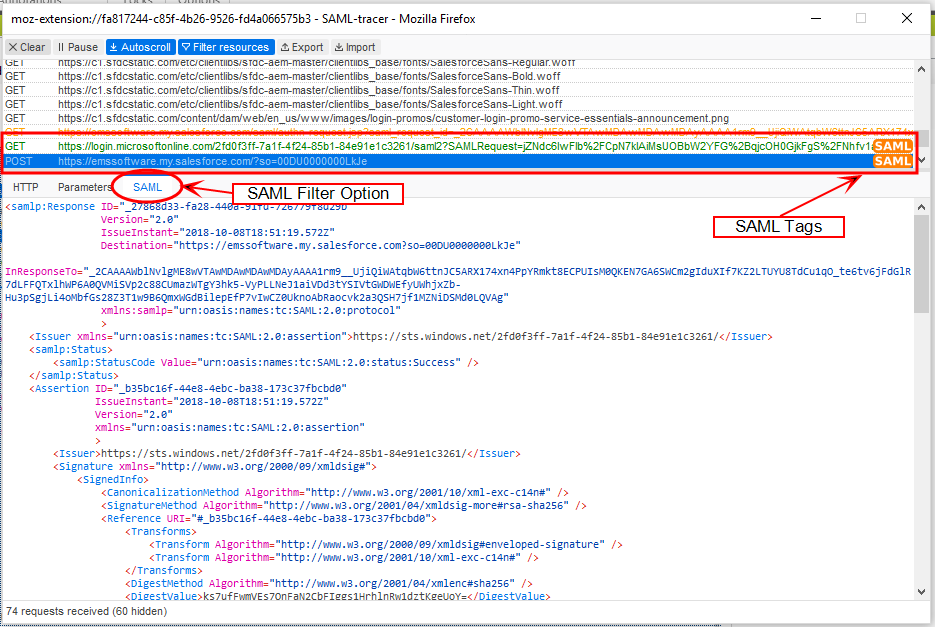 moz-extension://fa817244-c85f-4b26-9526-fd4a066575b3 - SAML-tracer - Mozilla Firefox
Clear Pause Autoscroll Filter resources Export Import
GET https://c1.sfdcstatic.com/etc/clientlibs/sfdc-aem-master/clientlibs_base/fonts/SalesforceSans-Regular.woff
GET https://c1.sfdcstatic.com/etc/clientlibs/sfdc-aem-master/clientlibs_base/fonts/SalesforceSans-Bold.woff
GET https://c1.sfdcstatic.com/etc/clientlibs/sfdc-aem-master/clientlibs_base/fonts/SalesforceSans-Thin.woff
GET https://c1.sfdcstatic.com/etc/clientlibs/sfdc-aem-master/clientlibs_base/fonts/SalesforceSans-Light.woff
GET https://c1.sfdcstatic.com/content/dam/web/en_us/www/images/login-promos/customer-login-promo-service-essentials-announcement.png
GET https://login.microsoftonline.com/2fd0f3ff-7a1f-4f24-85b1-84e91e1c3261/saml2?SAMLRequest=jZNdc6IwFIb%2FCpN7klAiMsUOBbW2YFG%2BqjcOH0GjkFgS%2FNhfv1 SAML
POST https://emssoftware.my.salesforce.com/?so=00DU0000000LkJe SAML
HTTP Parameters SAML
SAML Filter Option
SAML Tags
<samlp:Response ID="_27868d33-fa28-440a-91fd-726779f8d29b"
Version="2.0"
IssueInstant="2018-10-08T18:51:19.572Z"
Destination="https://emssoftware.my.salesforce.com?so=00DU0000000LkJe"
InResponseTo="_2CAAAAWblNvlgME8wVTAwMDAwMDAwMDAyAAAA1rm9__UjiQiWAtqbW6ttnJC5ARX174xn4PpYRmkt8ECPUIsM0QKEN7GA6SWCm2gIduXIf7KZ2LTUYU8TdCu1qO_te6tv6jFdGlR
7dLFFQTxlhWP6A0QVMiSVp2c88CUmazWTgY3hk5-VyPLLNeJ1aiVDd3tYSIVtGWDWEfyUWhjxZb-
Hu3pSgjLi4oMbfGs28Z3T1w9B6QmxWGdBilepEfP7vIwCZ0UknoAbRaocvk2a3QSH7jf1MZNiDSMd0LQVAg"
xmlns:samlp="urn:oasis:names:tc:SAML:2.0:protocol"
>
<Issuer xmlns="urn:oasis:names:tc:SAML:2.0:assertion">https://sts.windows.net/2fd0f3ff-7a1f-4f24-85b1-84e91e1c3261/</Issuer>
<samlp:Status>
<samlp:StatusCode Value="urn:oasis:names:tc:SAML:2.0:status:Success" />
</samlp:Status>
<Assertion ID="_b35bc16f-44e8-4ebc-ba38-173c37fbcbd0"
IssueInstant="2018-10-08T18:51:19.572Z"
Version="2.0"
xmlns="urn:oasis:names:tc:SAML:2.0:assertion"
>
<Issuer>https://sts.windows.net/2fd0f3ff-7a1f-4f24-85b1-84e91e1c3261/</Issuer>
<Signature xmlns="http://www.w3.org/2000/09/xmldsig#">
<SignedInfo>
<CanonicalizationMethod Algorithm="http://www.w3.org/2001/10/xml-exc-c14n#" />
<SignatureMethod Algorithm="http://www.w3.org/2001/04/xmldsig-more#rsa-sha256" />
<Reference URI="#_b35bc16f-44e8-4ebc-ba38-173c37fbcbd0">
<Transforms>
<Transform Algorithm="http://www.w3.org/2000/09/xmldsig#enveloped-signature" />
<Transform Algorithm="http://www.w3.org/2001/10/xml-exc-c14n#" />
</Transforms>
<DigestMethod Algorithm="http://www.w3.org/2001/04/xmlenc#sha256" />
<DigestValue>ks7ufFwmVEs7OnFaN2CbFIggs1HrhlnRw1dztKgeUoY=</DigestValue>
74 requests received (60 hidden)